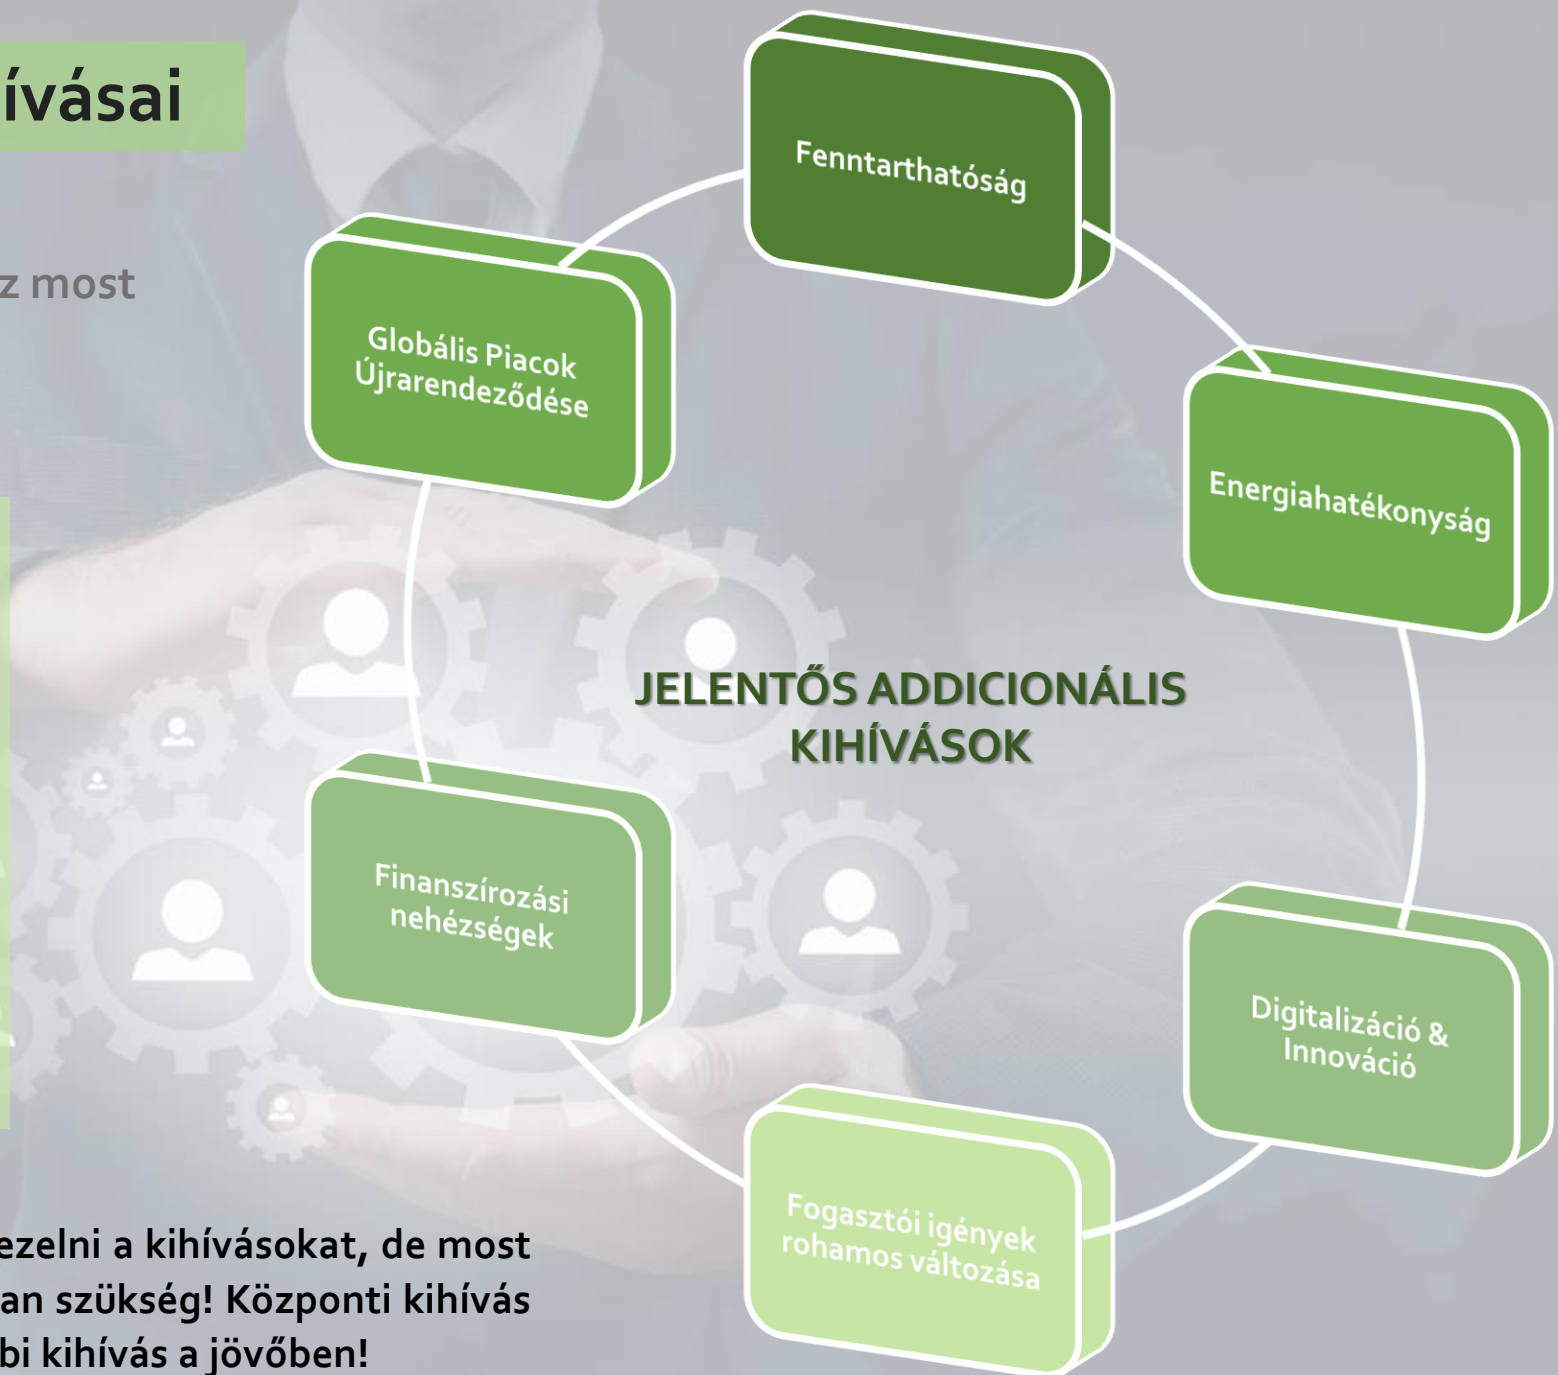 ívásai
z most
Fenntarthatóság
Globális Piacok
Újrarendeződése
Energiahatékonyság
JELENTŐS ADDICIONÁLIS
KIHÍVÁSOK
Finanszírozási
nehézségek
Digitalizáció &
Innováció
Fogasztói igények
rohamos változása
ezelni a kihívásokat, de most
an szükség! Központi kihívás
bi kihívás a jövőben!